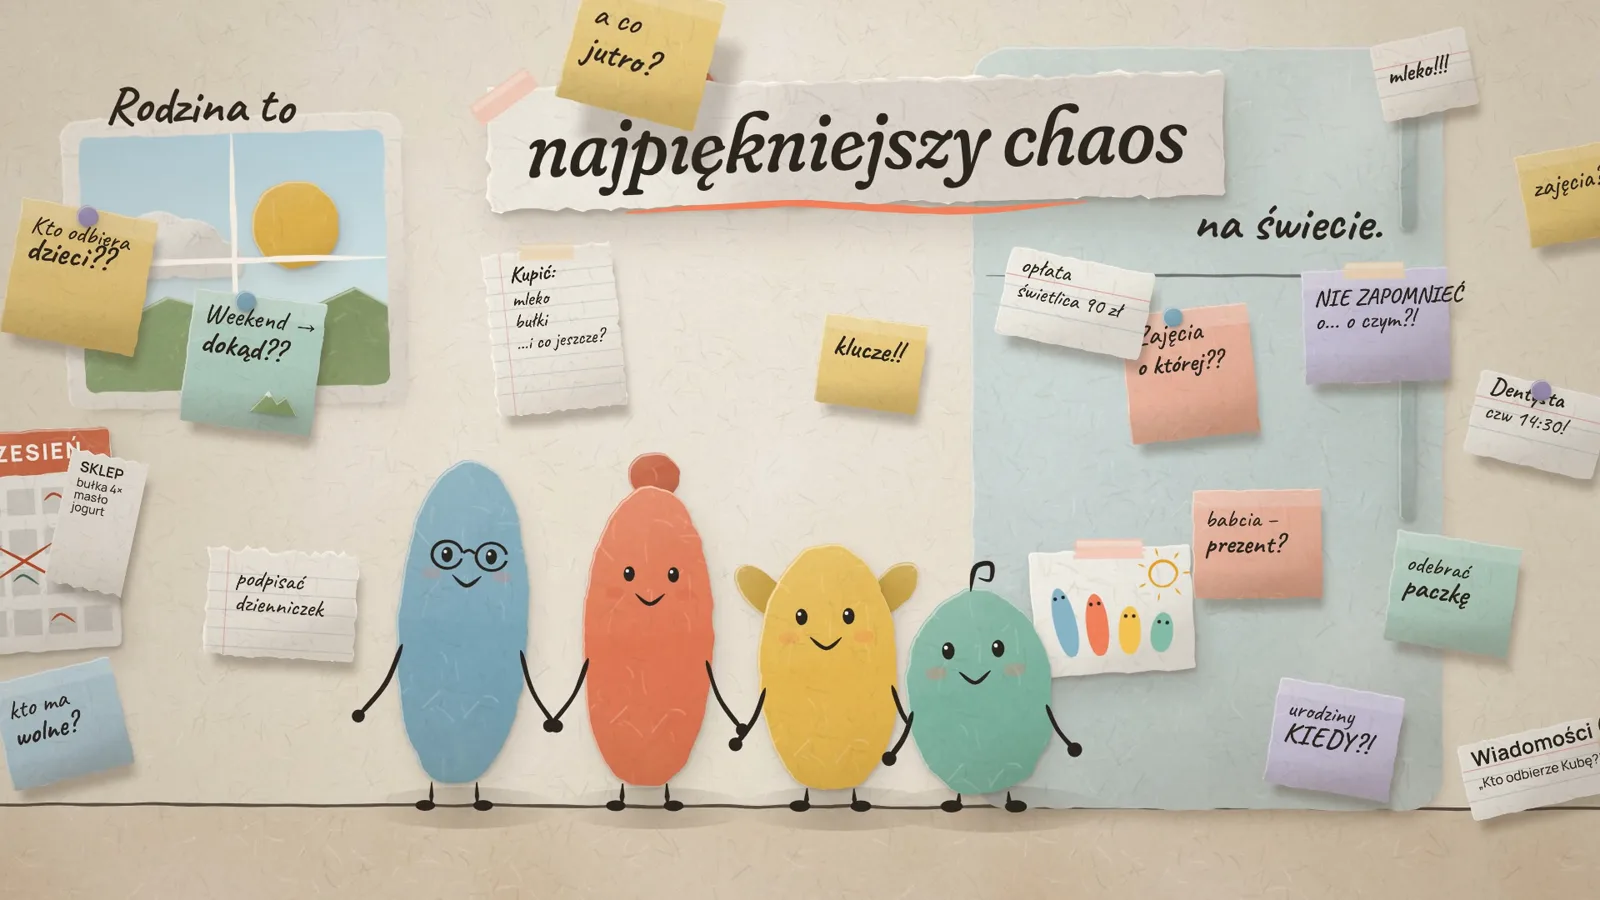 a co
jutro?
Rodzina to
najpiękniejszy chaos
na świecie.
mleko!!!
zajęcia?
Kto odbiera
dzieci??
Weekend →
dokąd??
Kupić:
mleko
bułki
...i co jeszcze?
klucze!!
opłata
świetlica 90 zł
Zajęcia
o której??
NIE ZAPOMNIEĆ
o... o czym?!
Dentysta
czw 14:30!
ZESIEŃ
SKLEP
bułka 4×
masło
jogurt
podpisać
dzienniczek
babcia –
prezent?
odebrać
paczkę
kto ma
wolne?
urodziny
KIEDY?!
Wiadomości
„Kto odbierze Kubę?